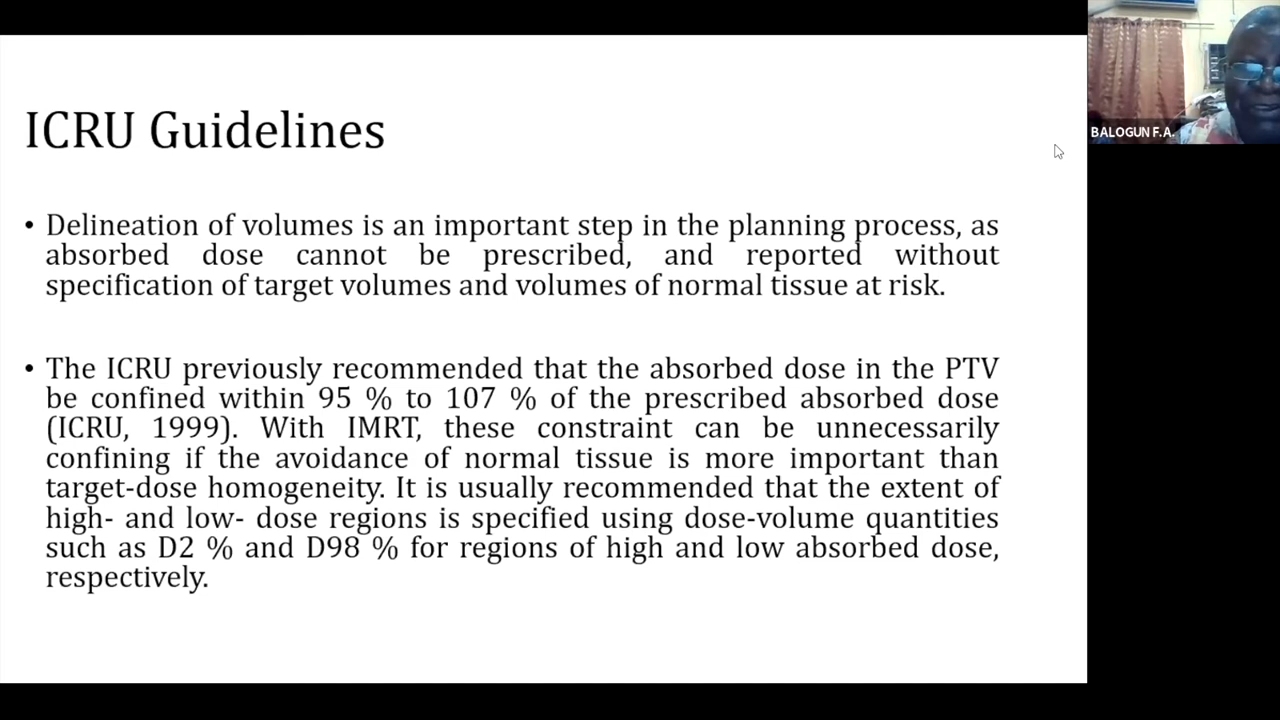 ICRU Guidelines
• Delineation of volumes is an important step in the planning process, as
absorbed dose cannot be prescribed, and reported without
specification of target volumes and volumes of normal tissue at risk.
• The ICRU previously recommended that the absorbed dose in the PTV
be confined within 95 % to 107 % of the prescribed absorbed dose
(ICRU, 1999). With IMRT, these constraint can be unnecessarily
confining if the avoidance of normal tissue is more important than
target-dose homogeneity. It is usually recommended that the extent of
high- and low- dose regions is specified using dose-volume quantities
such as D2 % and D98 % for regions of high and low absorbed dose,
respectively.
BALOGUN F.A.